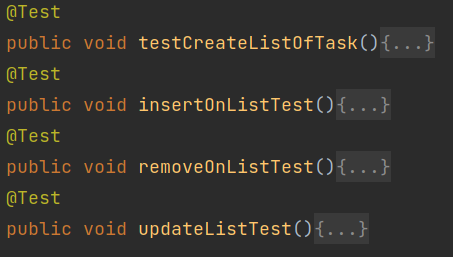 @Test
public void testCreateListOfTask(){...}
@Test
public void insertOnListTest(){...}
@Test
public void removeOnListTest(){...}
@Test
public void updateListTest(){...}